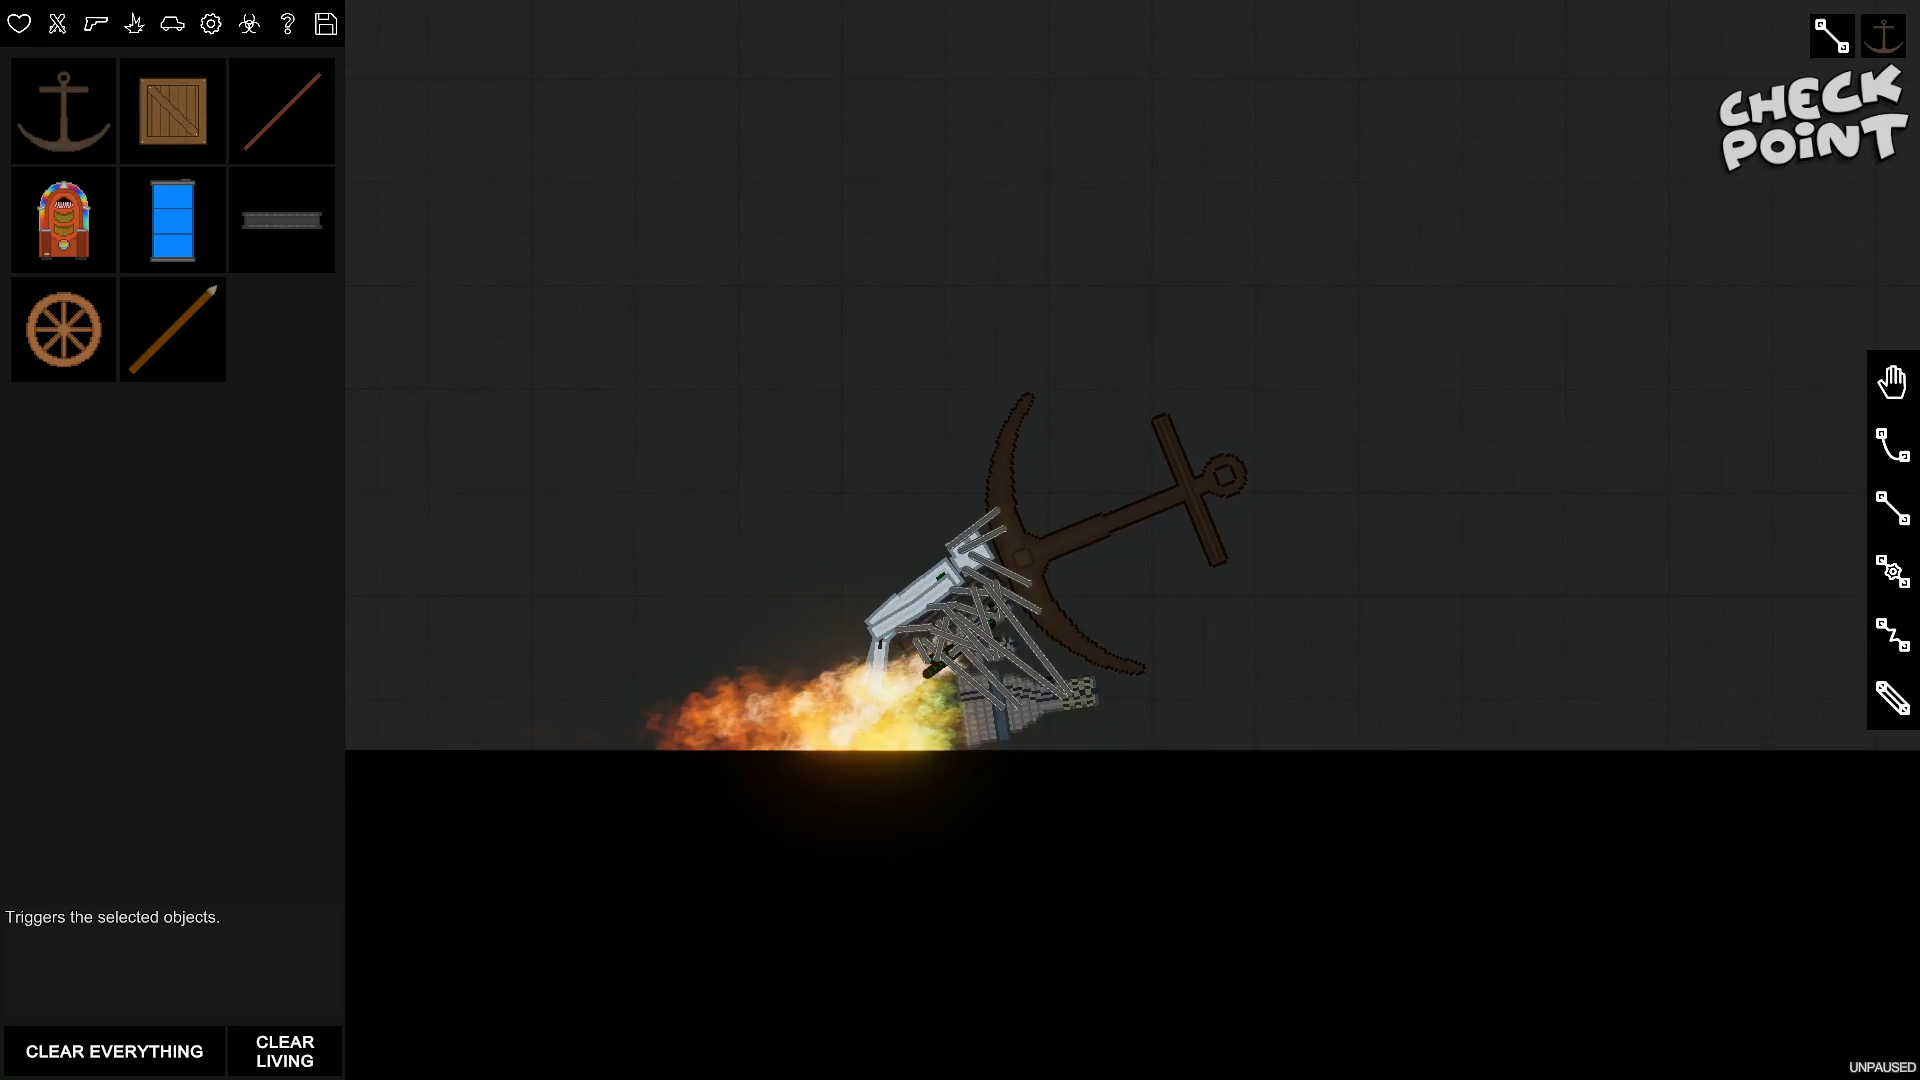 CHECK
POiNT
Triggers the selected objects.
CLEAR EVERYTHING
CLEAR
LIVING
UNPAUSED